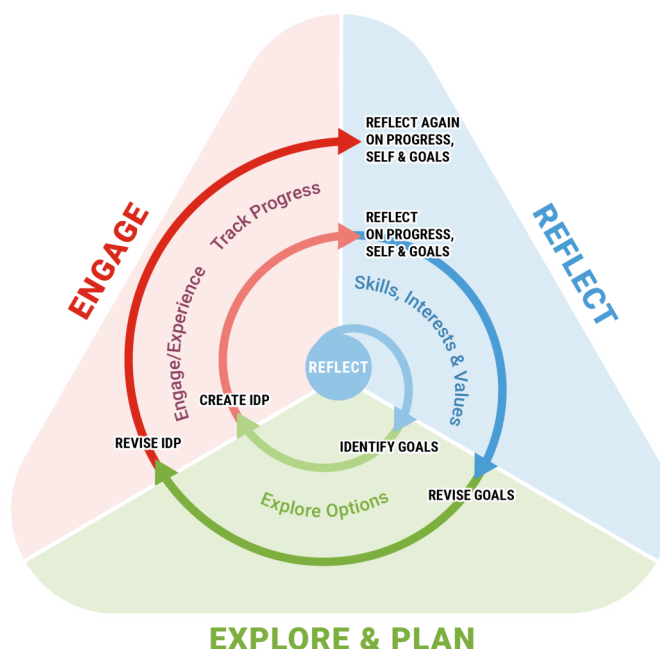 REFLECT AGAIN
ON PROGRESS,
SELF & GOALS
ENGAGE
Track Progress
REFLECT
ON PROGRESS,
SELF & GOALS
REFLECT
Engage/Experience
Skills, Interests & Values
REFLECT
CREATE IDP
REVISE IDP
IDENTIFY GOALS
REVISE GOALS
Explore Options
EXPLORE & PLAN